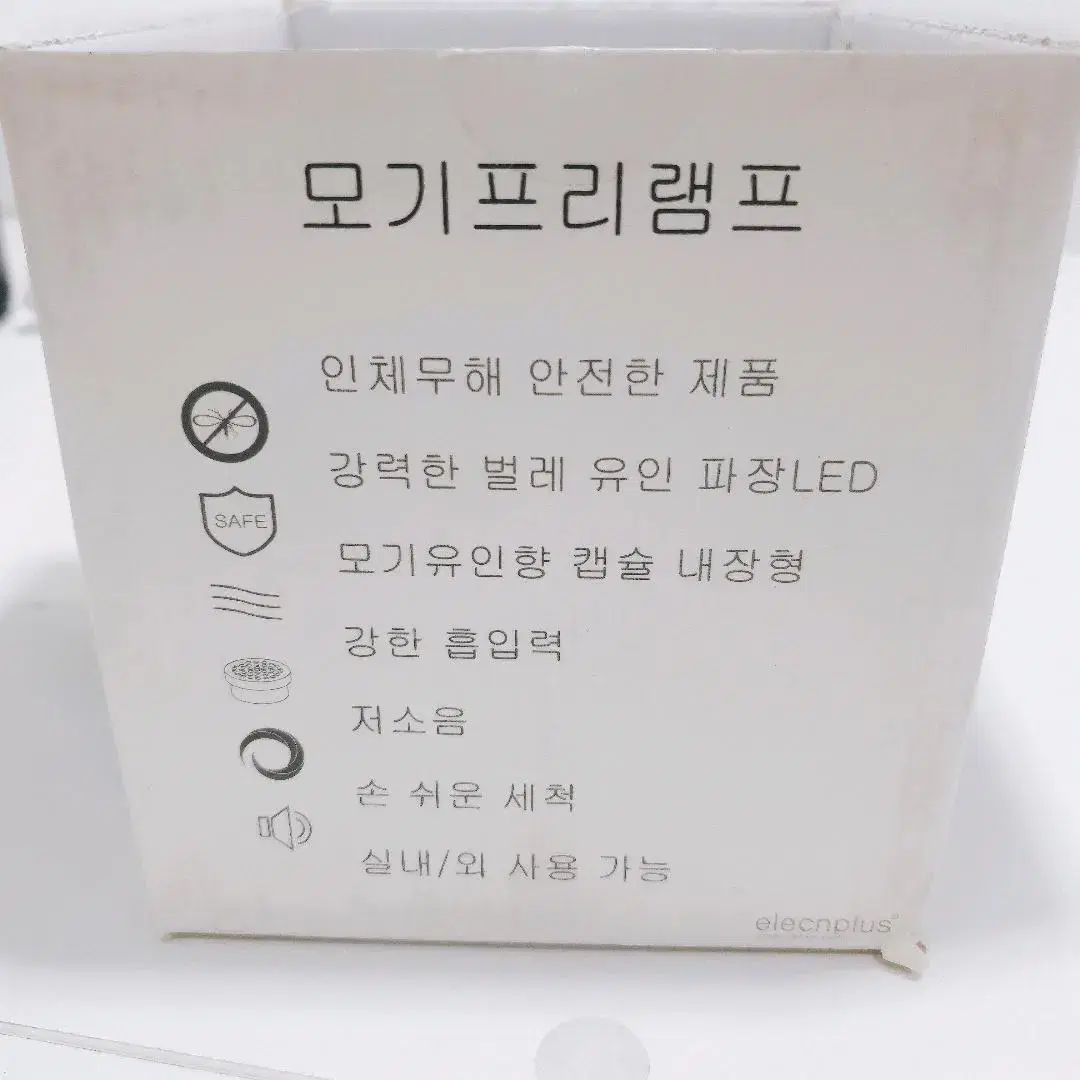 모기프리램프
인체무해 안전한 제품
강력한 벌레 유인 파장LED
SAFE
모기유인향 캡슐 내장형
강한 흡입력
저소음
손 쉬운 세척
실내/외 사용 가능
elecnplus